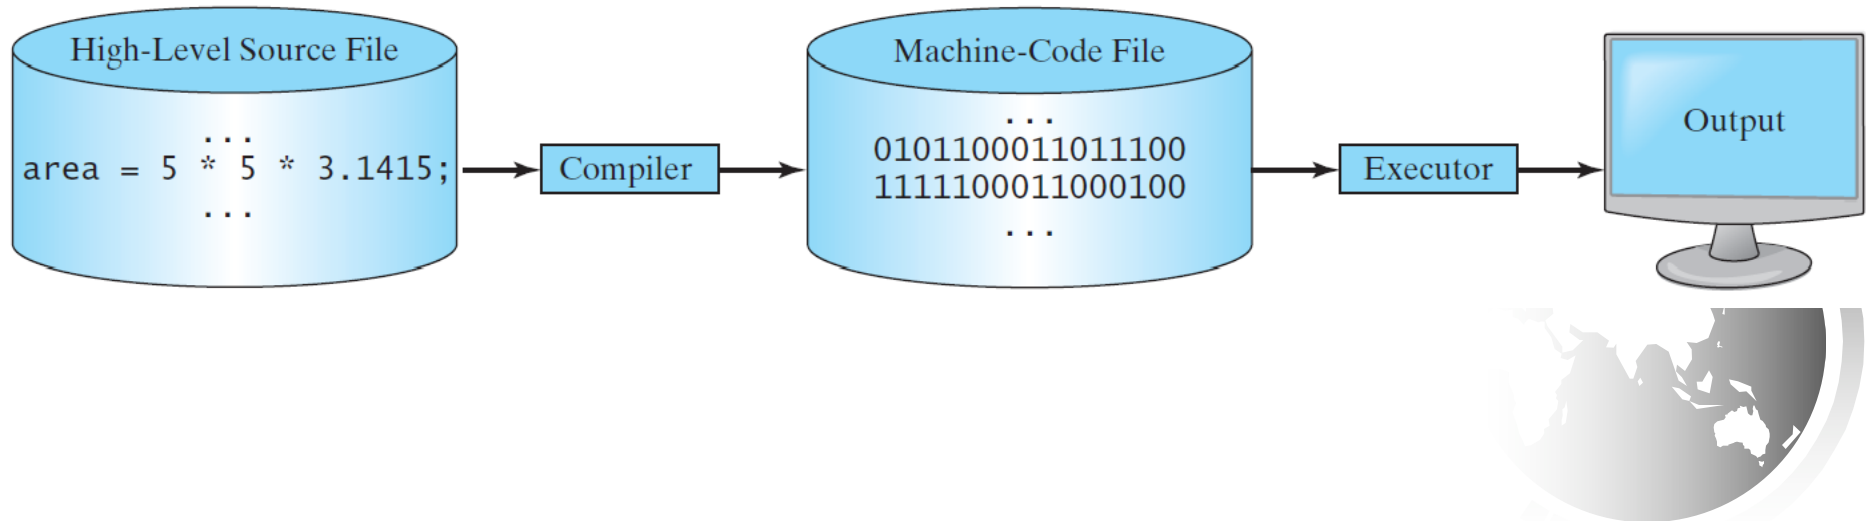 High-Level Source File
...
area = 5 * 5 * 3.1415;
...
Compiler
Machine-Code File
...
0101100011011100
1111100011000100
...
Executor
Output